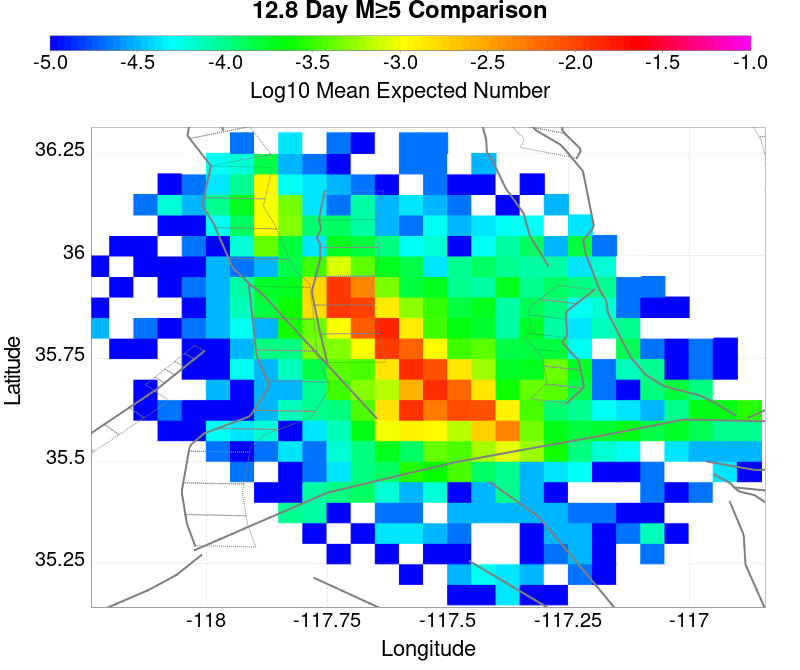 12.8 Day M≥5 Comparison
-5.0 -4.5 -4.0 -3.5 -3.0 -2.5 -2.0 -1.5 -1.0
Log10 Mean Expected Number
36.25
36
35.75
35.5
35.25
Latitude
-118 -117.75 -117.5 -117.25 -117
Longitude